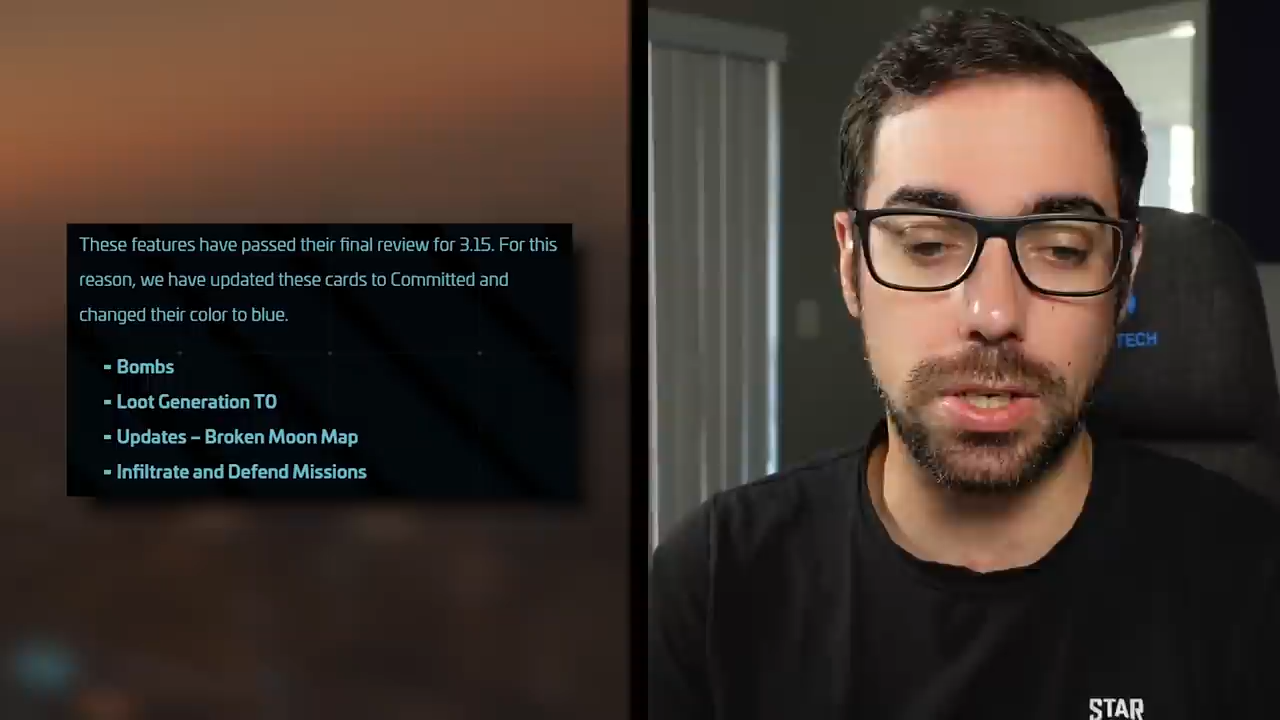 These features have passed their final review for 3.15. For this
reason, we have updated these cards to Committed and
changed their color to blue.
- Bombs
- Loot Generation T0
- Updates – Broken Moon Map
- Infiltrate and Defend Missions
TECH
STAR